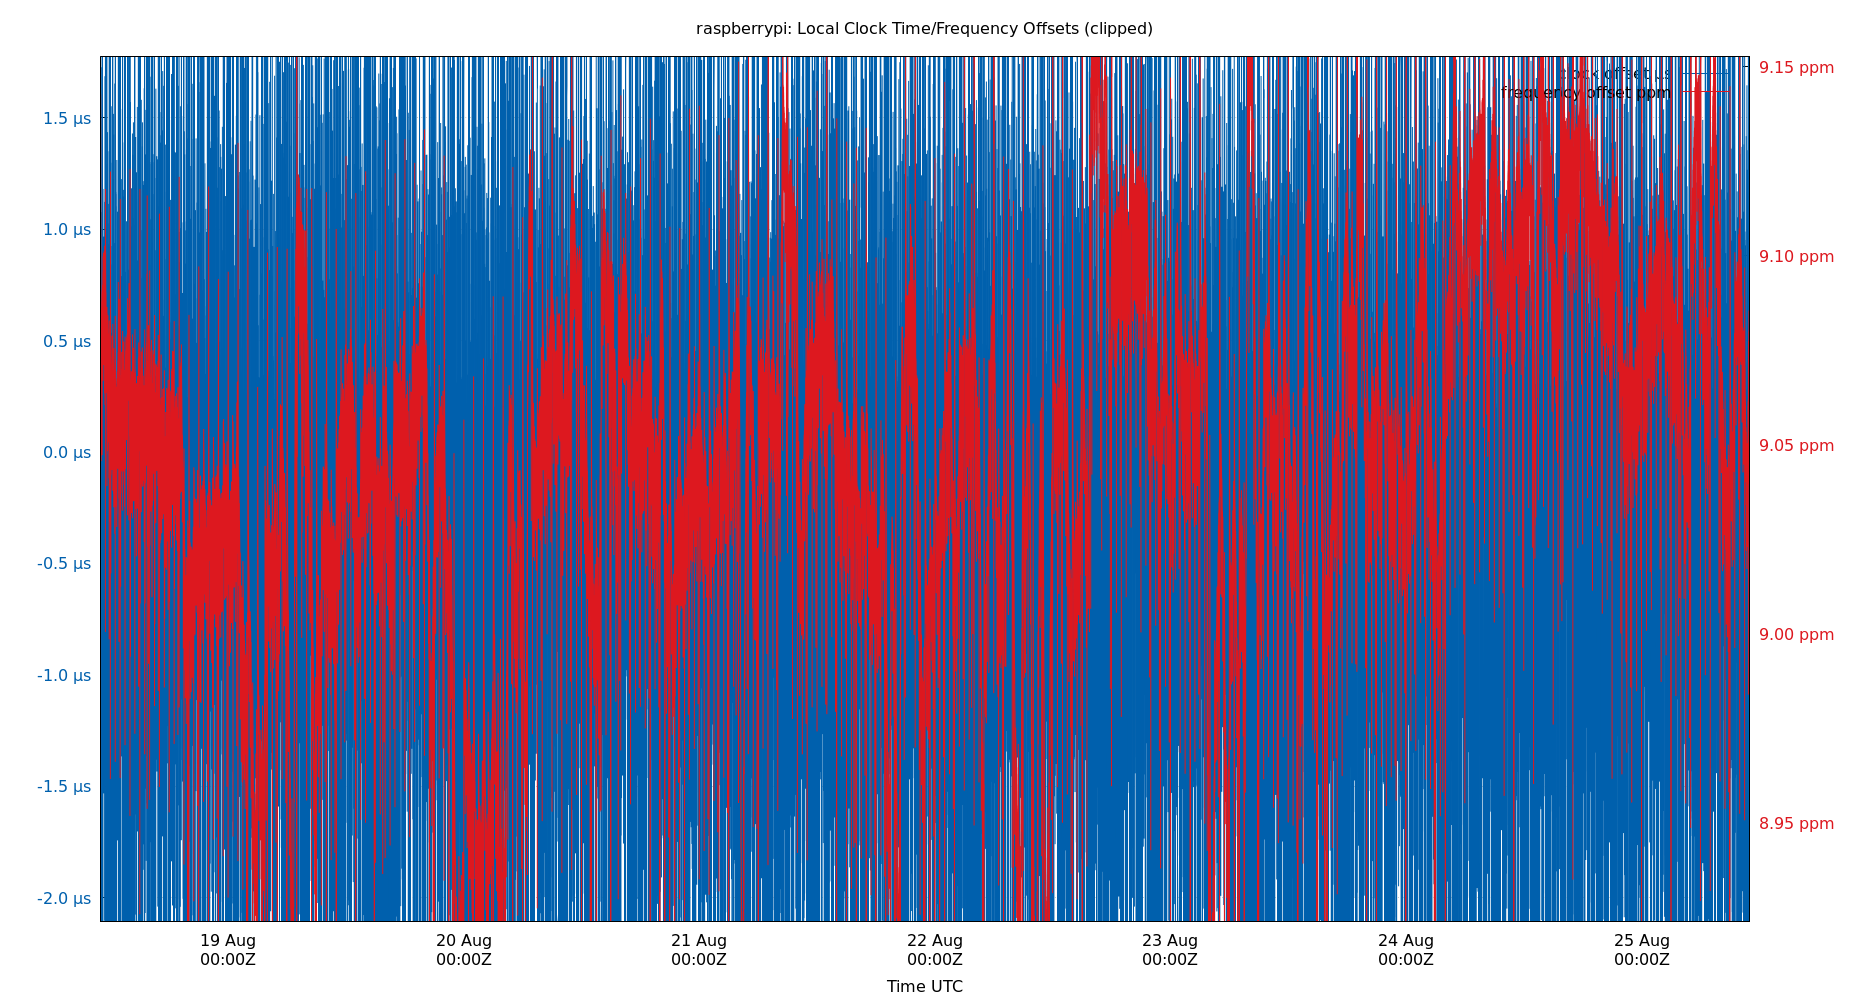 raspberrypi: Local Clock Time/Frequency Offsets (clipped)
clock offset µs
frequency offset ppm
1.5 µs
1.0 µs
0.5 µs
0.0 µs
-0.5 µs
-1.0 µs
-1.5 µs
-2.0 µs
9.15 ppm
9.10 ppm
9.05 ppm
9.00 ppm
8.95 ppm
19 Aug
00:00Z
20 Aug
00:00Z
21 Aug
00:00Z
22 Aug
00:00Z
23 Aug
00:00Z
24 Aug
00:00Z
25 Aug
00:00Z
Time UTC